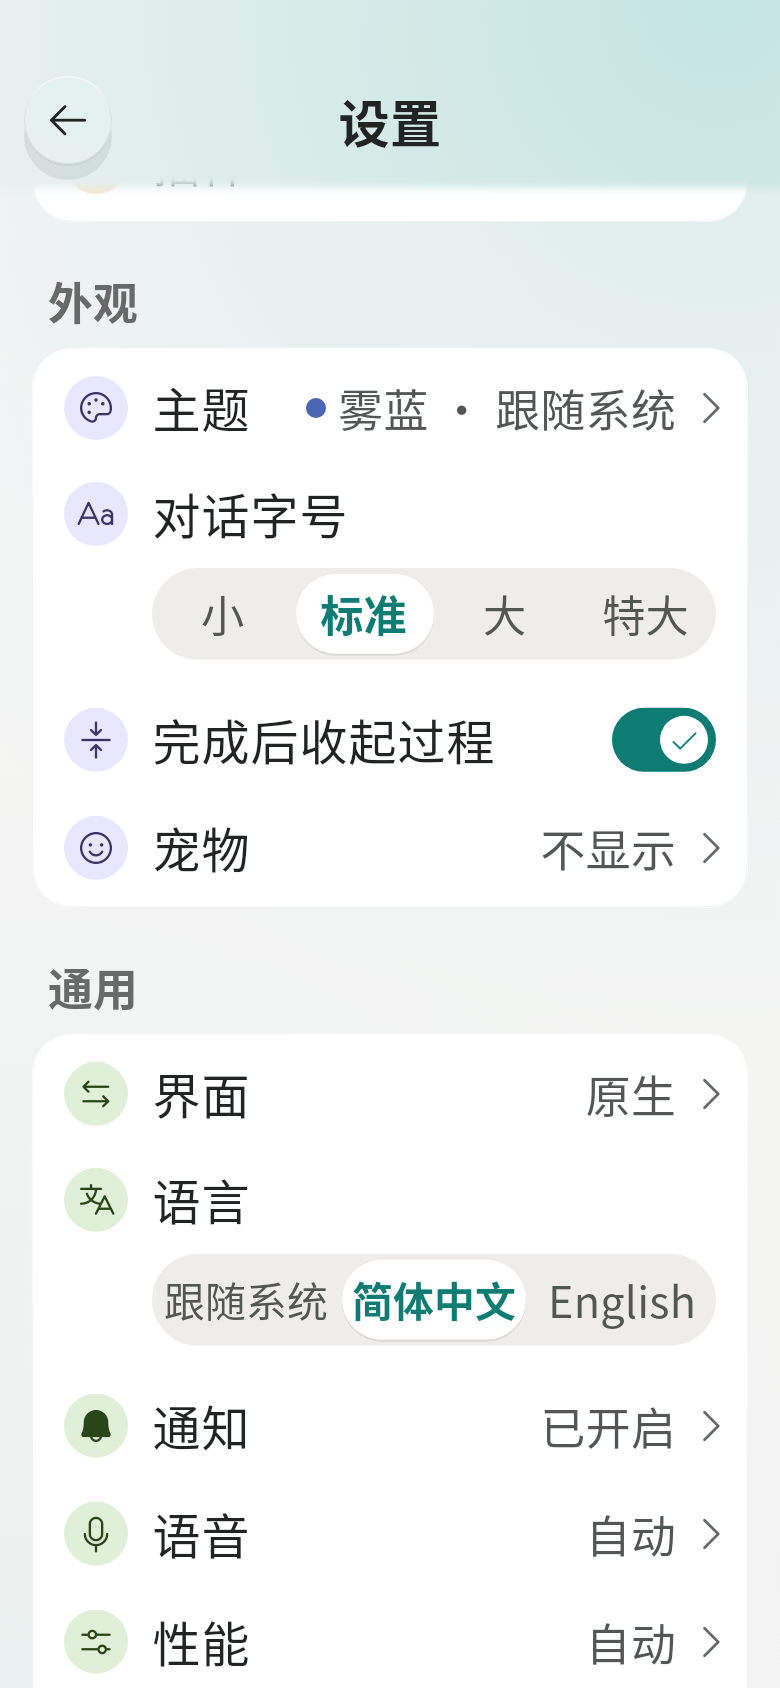 设置
外观
主题 雾蓝 · 跟随系统
Aa 对话字号
小 标准 大 特大
完成后收起过程
宠物 不显示
通用
界面 原生
语言
跟随系统 简体中文 English
通知 已开启
语音 自动
性能 自动